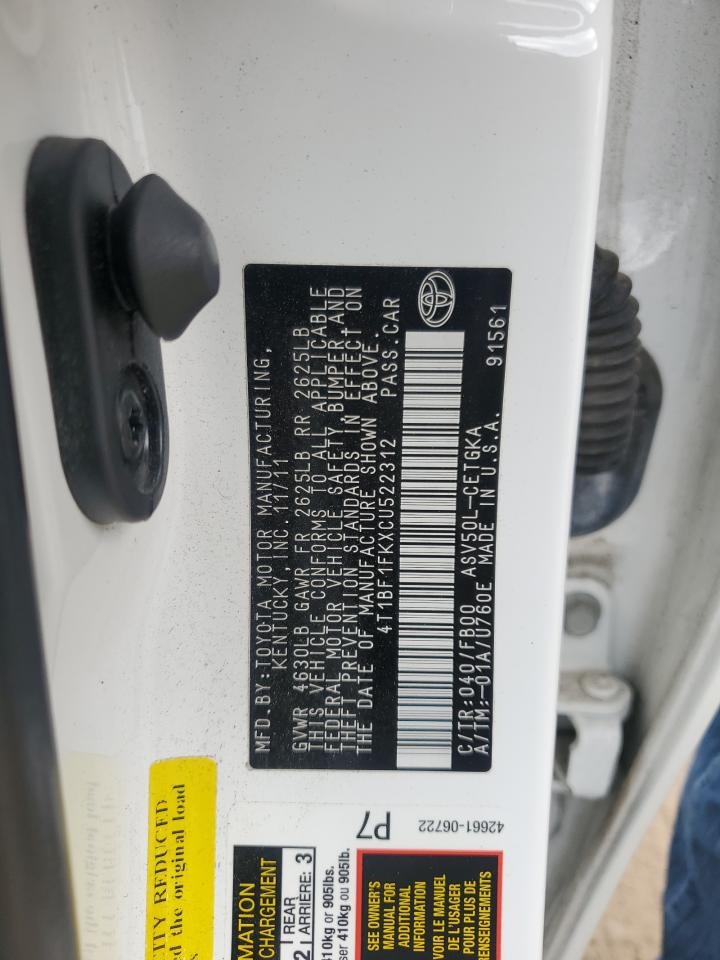 MFD.BY:TOYOTA MOTOR MANUFACTURING,
KENTUCKY, INC. 11/11
GVWR 4630LB GAWR FR 2625LB RR 2625LB
THIS VEHICLE CONFORMS TO ALL APPLICABLE
FEDERAL MOTOR VEHICLE SAFETY BUMPER AND
THEFT PREVENTION STANDARDS IN EFFECT ON
THE DATE OF MANUFACTURE SHOWN ABOVE.
4T1BF1FKXCU522312 PASS.CAR
C/TR:040/FB00 ASV50L-CETGKA
A/TM:-01A/U760E MADE IN U.S.A. 91561
P7
42661-06722
CITY REDUCED
d the original load
MATION
CHARGEMENT
2 REAR ARRIÈRE: 3
410kg or 905lbs.
ser 410kg ou 905lb.
SEE OWNER'S
MANUAL FOR
ADDITIONAL
INFORMATION
VOIR LE MANUEL
DE L'USAGER
POUR PLUS DE
RENSEIGNEMENTS